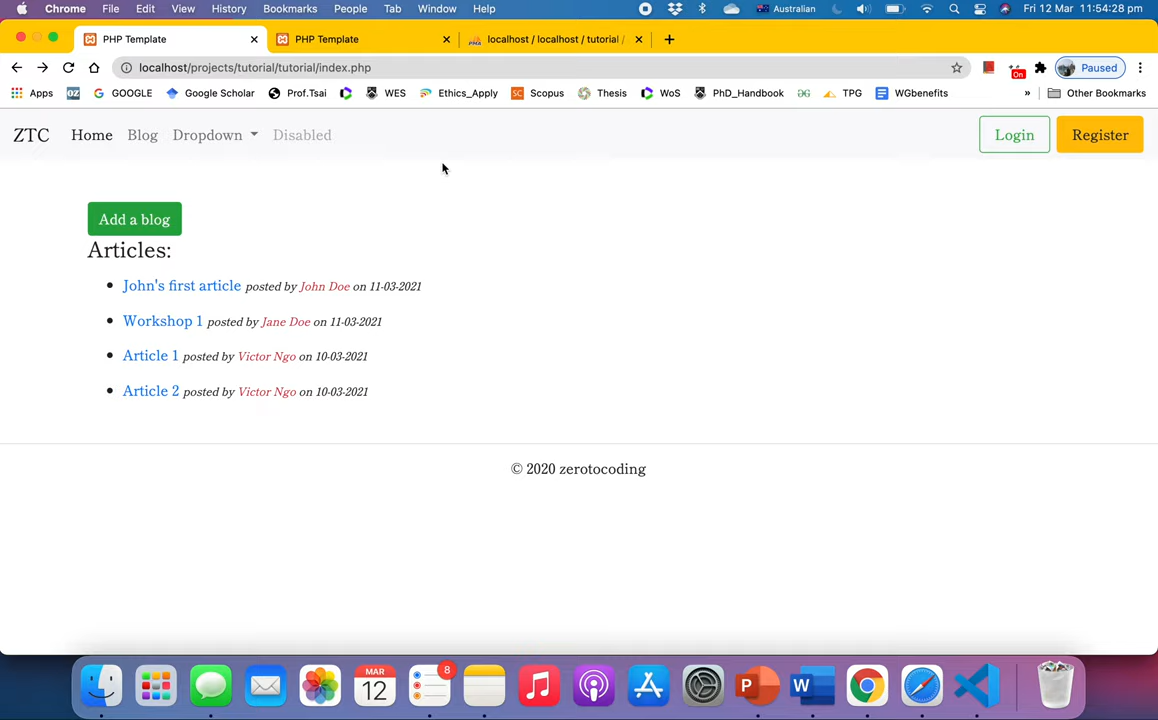 Chrome File Edit View History Bookmarks People Tab Window Help Australian Fri 12 Mar 11:54:28 pm
PHP Template PHP Template localhost / localhost / tutorial /
localhost/projects/tutorial/tutorial/index.php On Paused
Apps OZ GOOGLE Google Scholar Prof.Tsai WES Ethics_Apply SC Scopus Thesis WoS PhD_Handbook TPG WGbenefits » Other Bookmarks
ZTC Home Blog Dropdown Disabled Login Register
Add a blog
Articles:
John's first article posted by John Doe on 11-03-2021
Workshop 1 posted by Jane Doe on 11-03-2021
Article 1 posted by Victor Ngo on 10-03-2021
Article 2 posted by Victor Ngo on 10-03-2021
© 2020 zerotocoding
MAR 8
12 P W